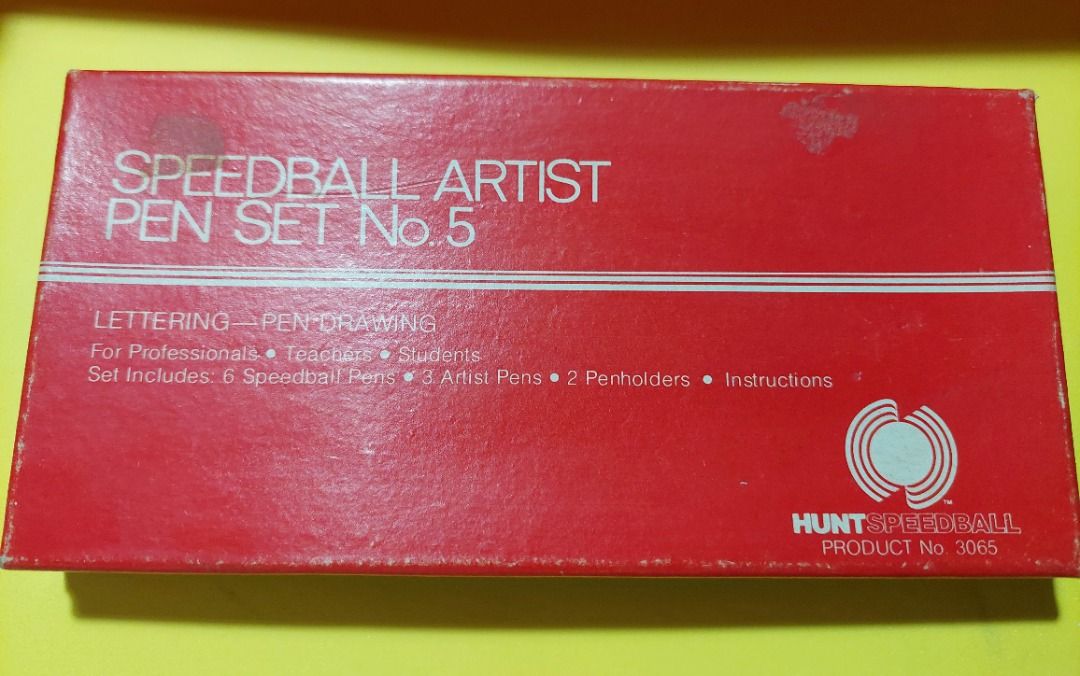 SPEEDBALL ARTIST
PEN SET No. 5
LETTERING—PEN DRAWING
For Professionals • Teachers • Students
Set Includes: 6 Speedball Pens • 3 Artist Pens • 2 Penholders • Instructions
TM
HUNTSPEEDBALL
PRODUCT No. 3065